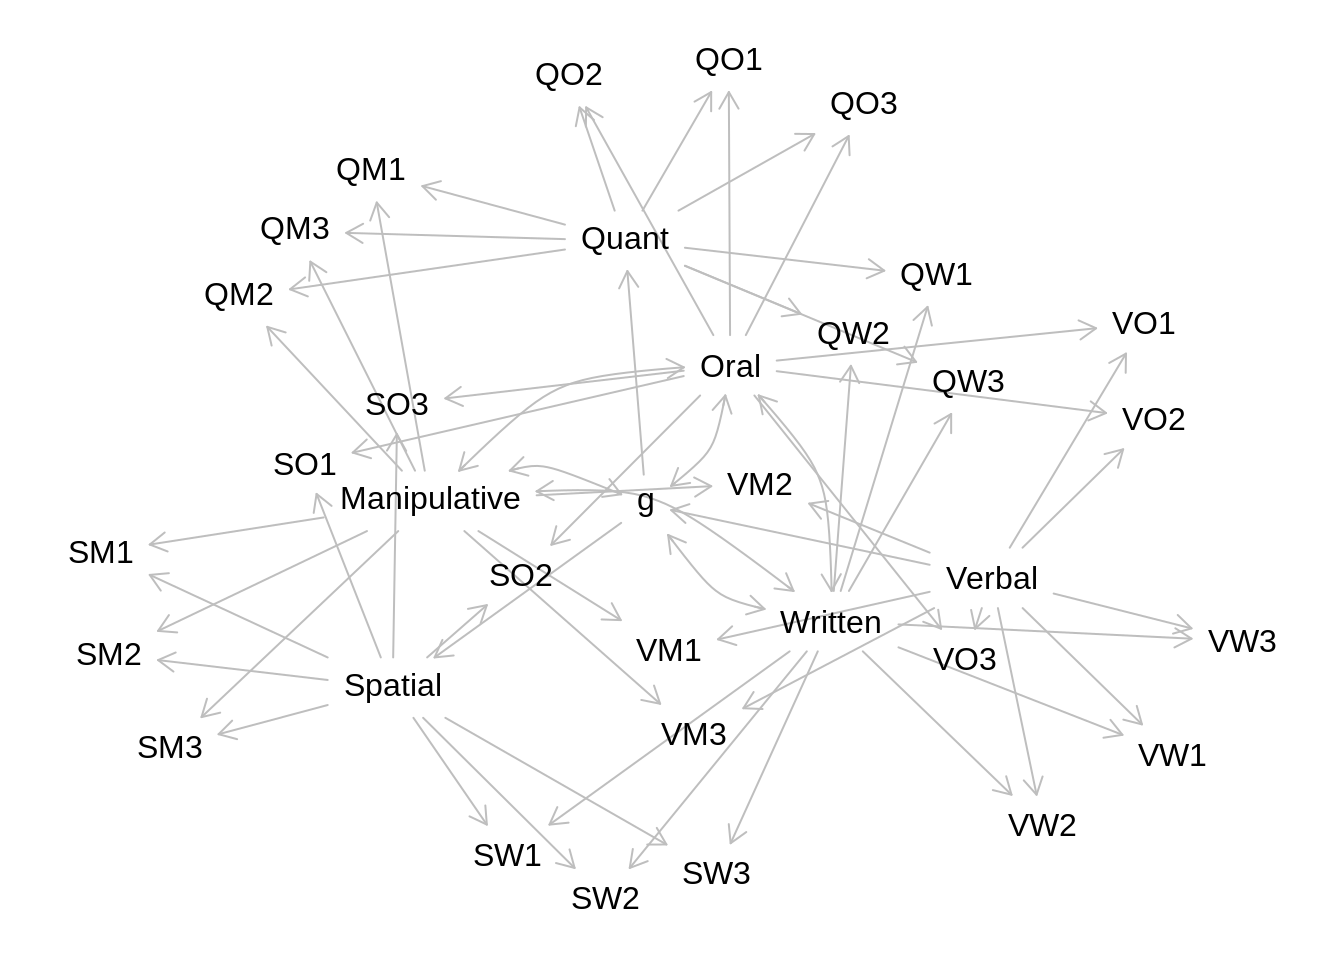 QO1
QO2
QO3
QM1
QM3
Quant
QW1
QM2
VO1
QW2
Oral
QW3
SO3
VO2
SO1
VM2
Manipulative
g
SM1
SO2
Verbal
Written
VW3
VM1
SM2
VO3
Spatial
VM3
SM3
VW1
VW2
SW1
SW3
SW2